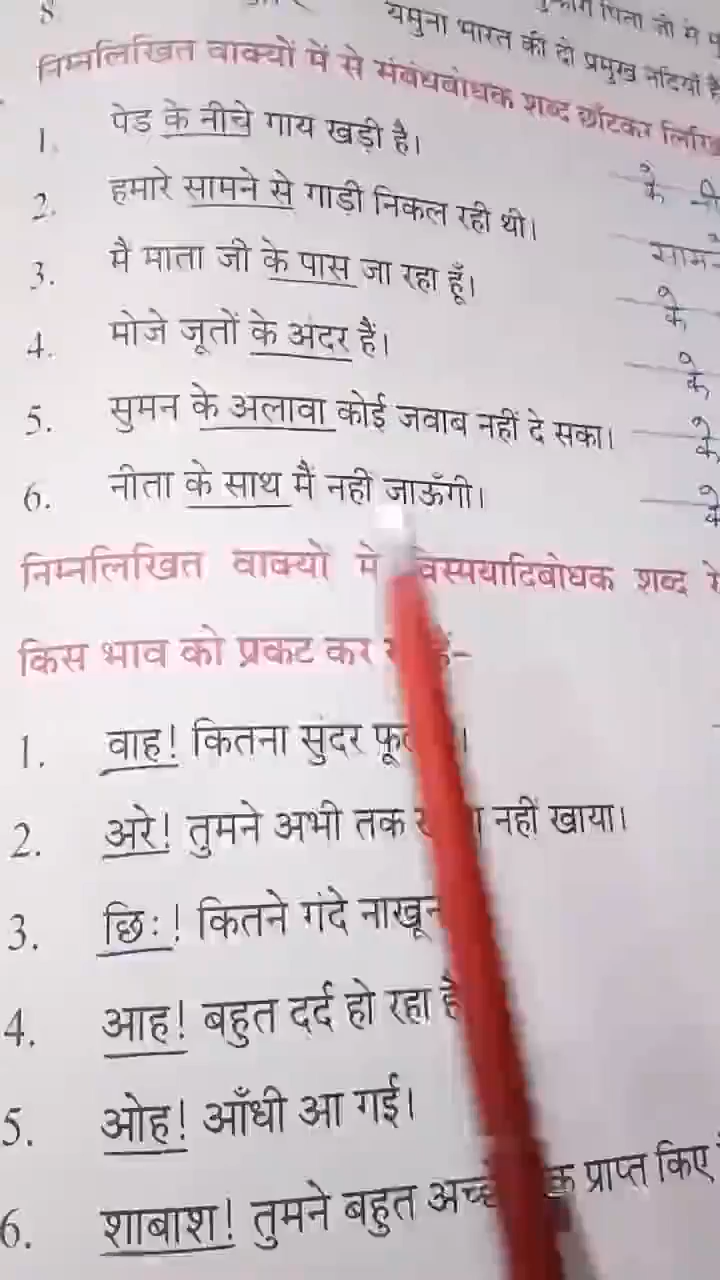 यमुना भारत की दो प्रमुख नदियाँ
निम्नलिखित वाक्यों में से संबंधबोधक शब्द छाँटकर
1. पेड के नीचे गाय खड़ी है।
के
2. हमारे सामने से गाड़ी निकल रही थी।
3. मै माता जी के पास जा रहा हूँ।
के
4. मोजे जूतों के अंदर हैं।
के
5. सुमन के अलावा कोई जवाब नहीं दे सका।
के
6. नीता के साथ मैं नहीं जाऊँगी।
के
निम्नलिखित वाक्यों में विस्मयादिबोधक शब्द
किस भाव को प्रकट कर हैं-
1. वाह! कितना सुंदर
2. अरे! तुमने अभी तक नहीं खाया।
3. छिः! कितने गंदे नाखून
4. आह! बहुत दर्द हो रहा है
5. ओह! आँधी आ गई।
6. शाबाश! तुमने बहुत प्राप्त किए